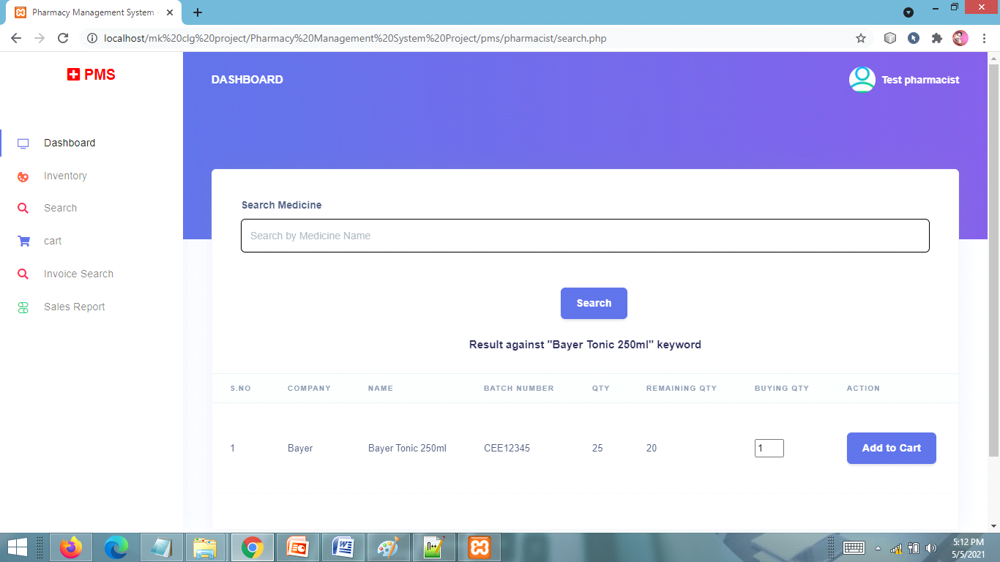 Pharmacy Management System -
localhost/mk%20clg%20project/Pharmacy%20Management%20System%20Project/pms/pharmacist/search.php
PMS
DASHBOARD
Test pharmacist
Dashboard
Inventory
Search
cart
Invoice Search
Sales Report
Search Medicine
Search by Medicine Name
Search
Result against "Bayer Tonic 250ml" keyword
S.NO COMPANY NAME BATCH NUMBER QTY REMAINING QTY BUYING QTY ACTION
1 Bayer Bayer Tonic 250ml CEE12345 25 20 1 Add to Cart
5:12 PM
5/5/2021